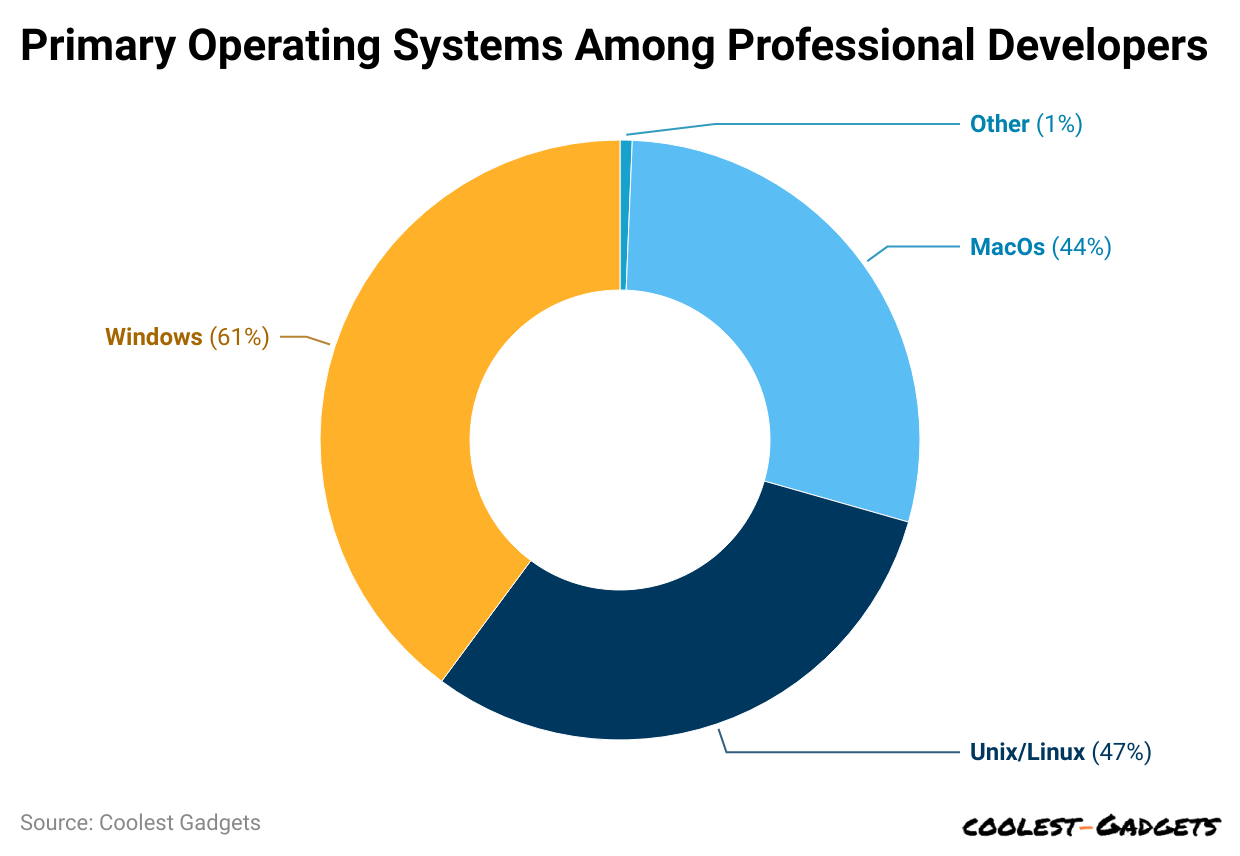 Primary Operating Systems Among Professional Developers
Other (1%)
MacOs (44%)
Windows (61%)
Unix/Linux (47%)
Source: Coolest Gadgets
COOLEST-GADGETS